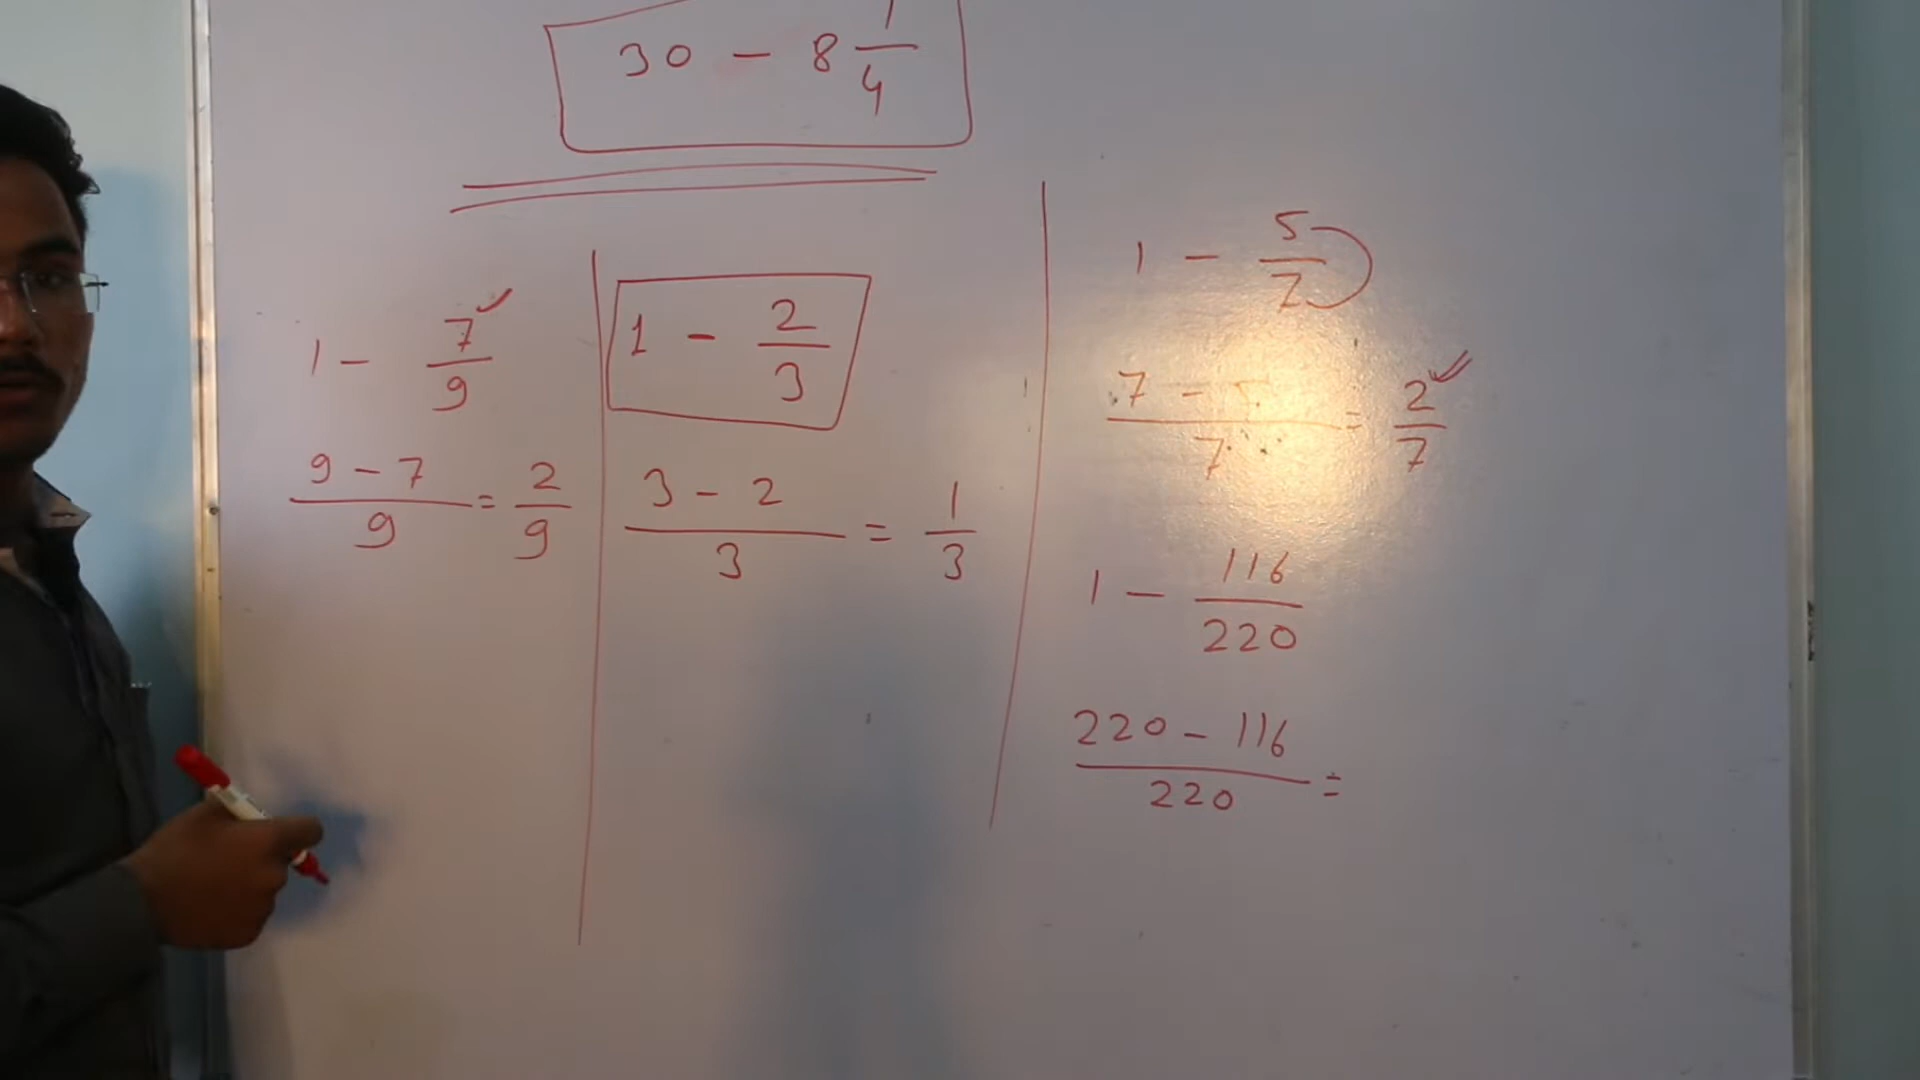 30 - 8 1/4
1 - 7/9
9 - 7/9 = 2/9
1 - 2/3
3 - 2/3 = 1/3
1 - 5/7
7 - 5/7 = 2/7
1 - 116/220
220 - 116/220 =